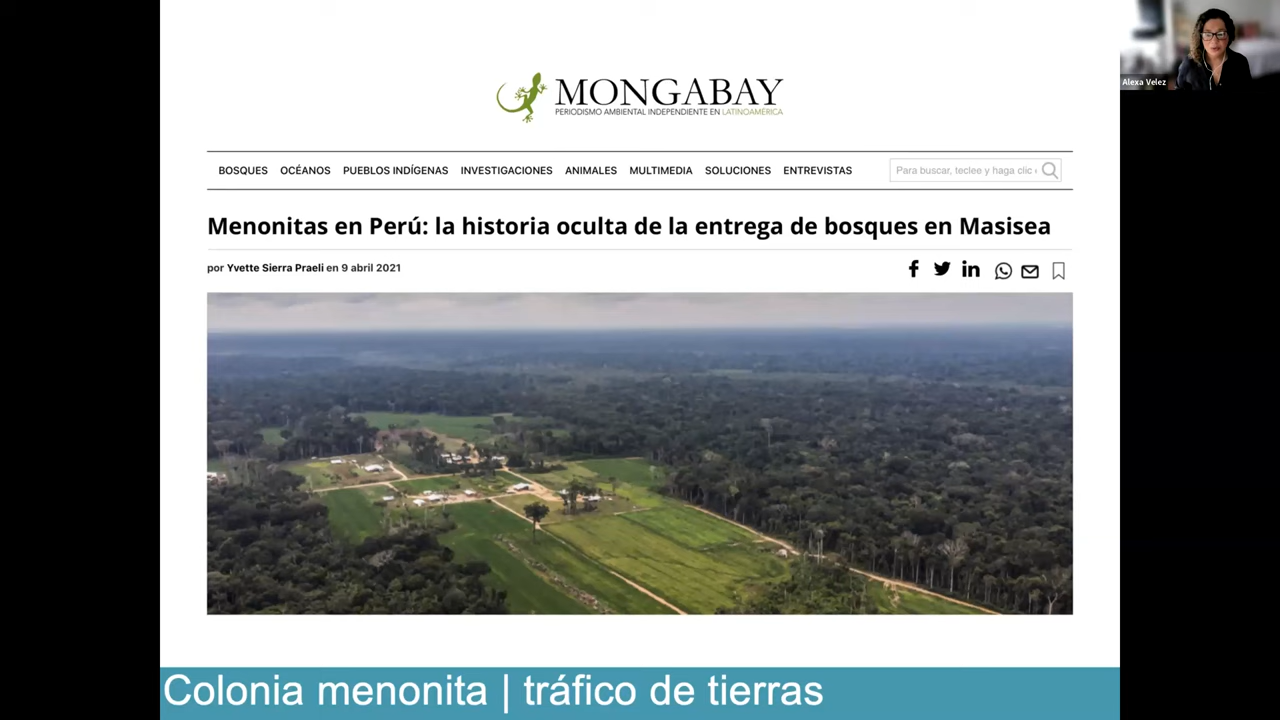 MONGABAY
PERIODISMO AMBIENTAL INDEPENDIENTE EN LATINOAMÉRICA
BOSQUES OCÉANOS PUEBLOS INDÍGENAS INVESTIGACIONES ANIMALES MULTIMEDIA SOLUCIONES ENTREVISTAS
Para buscar, teclee y haga clic
Menonitas en Perú: la historia oculta de la entrega de bosques en Masisea
por Yvette Sierra Praeli en 9 abril 2021
Colonia menonita | tráfico de tierras
Alexa Velez